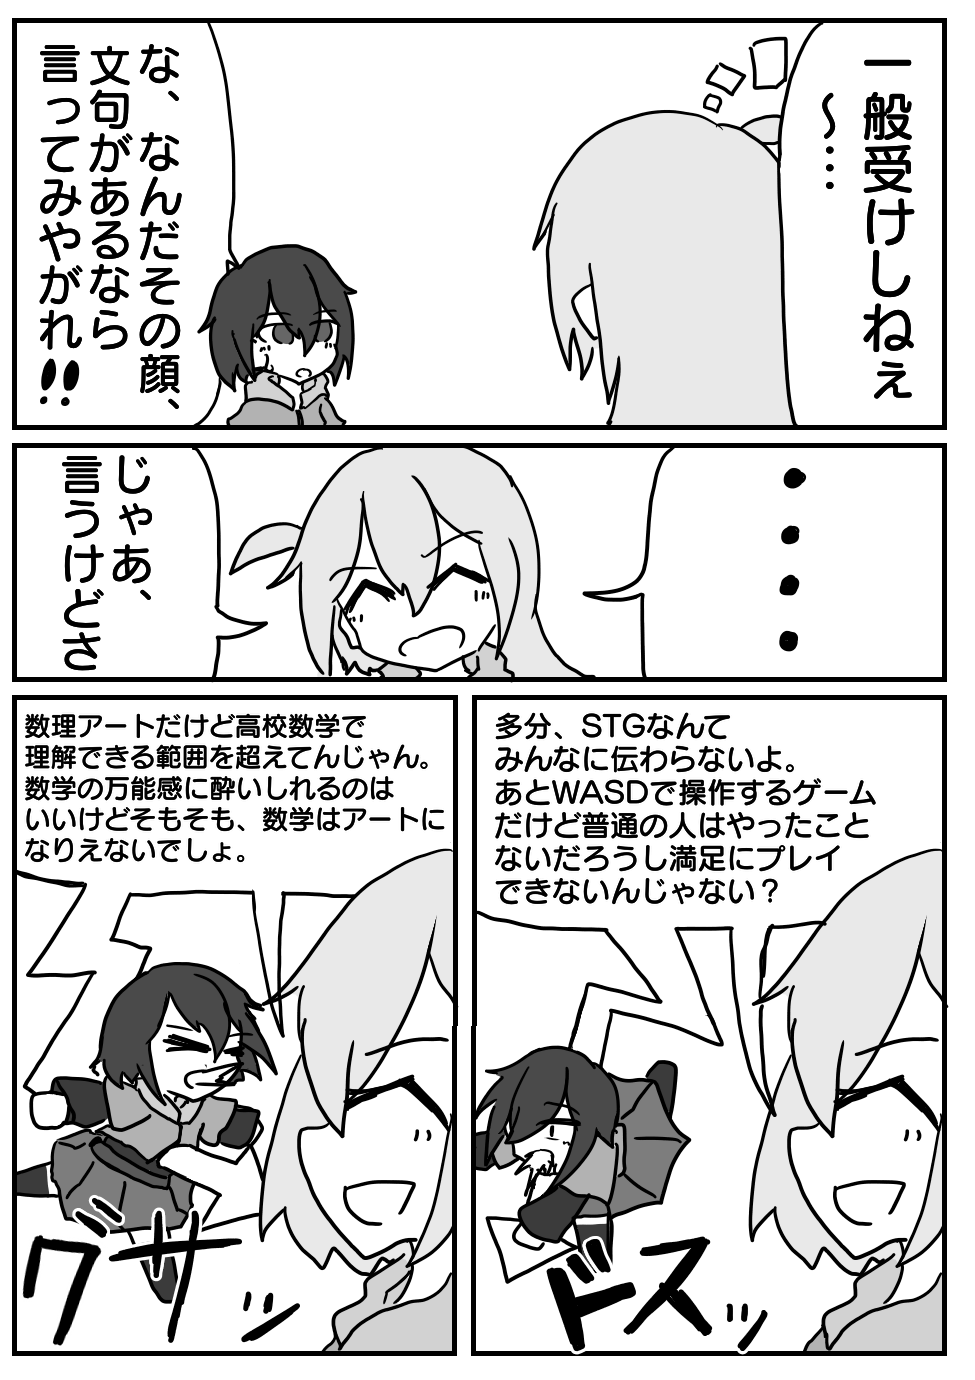 一般受けしねぇ
〜…
な、なんだその顔、
文句があるなら
言ってみやがれ!!
・・・・
じゃあ、
言うけどさ
多分、STGなんて
みんなに伝わらないよ。
あとWASDで操作するゲーム
だけど普通の人はやったこと
ないだろうし満足にプレイ
できないんじゃない？
ドスッ
数理アートだけど高校数学で
理解できる範囲を超えてんじゃん。
数学の万能感に酔いしれるのは
いいけどそもそも、数学はアートに
なりえないでしょ。
グサッ